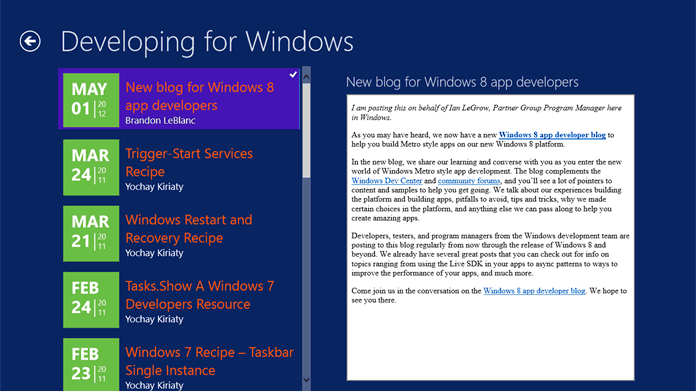 Developing for Windows
MAY
01
20
12
New blog for Windows 8
app developers
Brandon LeBlanc
MAR
24
20
11
Trigger-Start Services
Recipe
Yochay Kiriaty
MAR
21
20
11
Windows Restart and
Recovery Recipe
Yochay Kiriaty
FEB
24
20
11
Tasks.Show A Windows 7
Developers Resource
Yochay Kiriaty
FEB
23
20
11
Windows 7 Recipe – Taskbar
Single Instance
Yochay Kiriaty
New blog for Windows 8 app developers
I am posting this on behalf of Ian LeGrow, Partner Group Program Manager here
in Windows.
As you may have heard, we now have a new Windows 8 app developer blog to
help you build Metro style apps on our new Windows 8 platform.
In the new blog, we share our learning and converse with you as you enter the new
world of Windows Metro style app development. The blog complements the
Windows Dev Center and community forums, and you'll see a lot of pointers to
content and samples to help you get going. We talk about our experiences building
the platform and building apps, pitfalls to avoid, tips and tricks, why we made
certain choices in the platform, and anything else we can pass along to help you
create amazing apps.
Developers, testers, and program managers from the Windows development team are
posting to this blog regularly from now through the release of Windows 8 and
beyond. We already have several great posts that you can check out for info on
topics ranging from using the Live SDK in your apps to async patterns to ways to
improve the performance of your apps, and much more.
Come join us in the conversation on the Windows 8 app developer blog. We hope to
see you there.